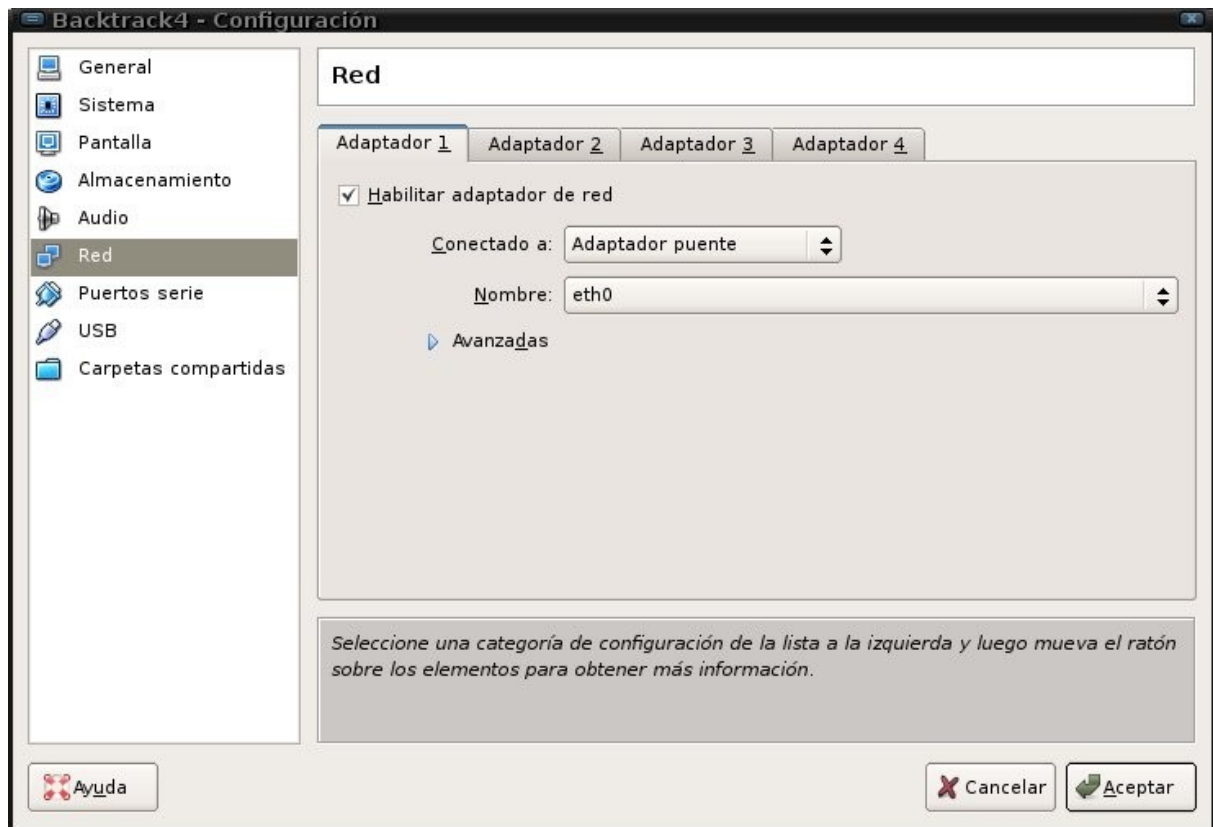 Backtrack4 - Configuración
General
Sistema
Pantalla
Almacenamiento
Audio
Red
Puertos serie
USB
Carpetas compartidas
Red
Adaptador 1
Adaptador 2
Adaptador 3
Adaptador 4
Habilitar adaptador de red
Conectado a: Adaptador puente
Nombre: eth0
Avanzadas
Seleccione una categoría de configuración de la lista a la izquierda y luego mueva el ratón
sobre los elementos para obtener más información.
Ayuda
Cancelar
Aceptar